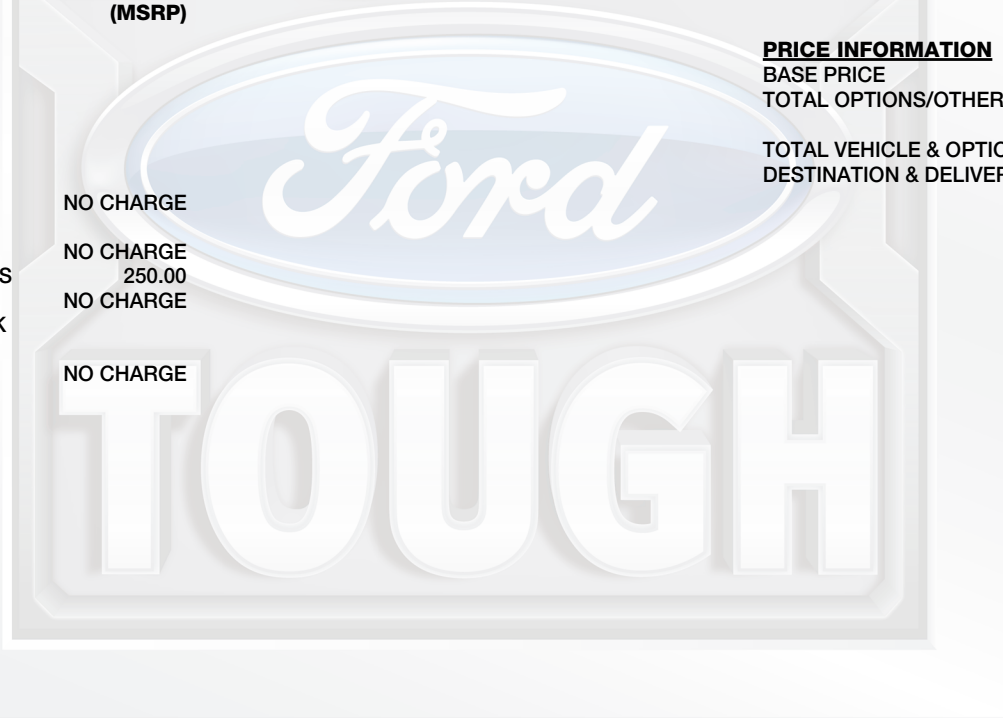 (MSRP)
PRICE INFORMATION
BASE PRICE
TOTAL OPTIONS/OTHER
TOTAL VEHICLE & OPTIO
DESTINATION & DELIVER
NO CHARGE
NO CHARGE
S 250.00
NO CHARGE
K
NO CHARGE
Ford
TOUGH